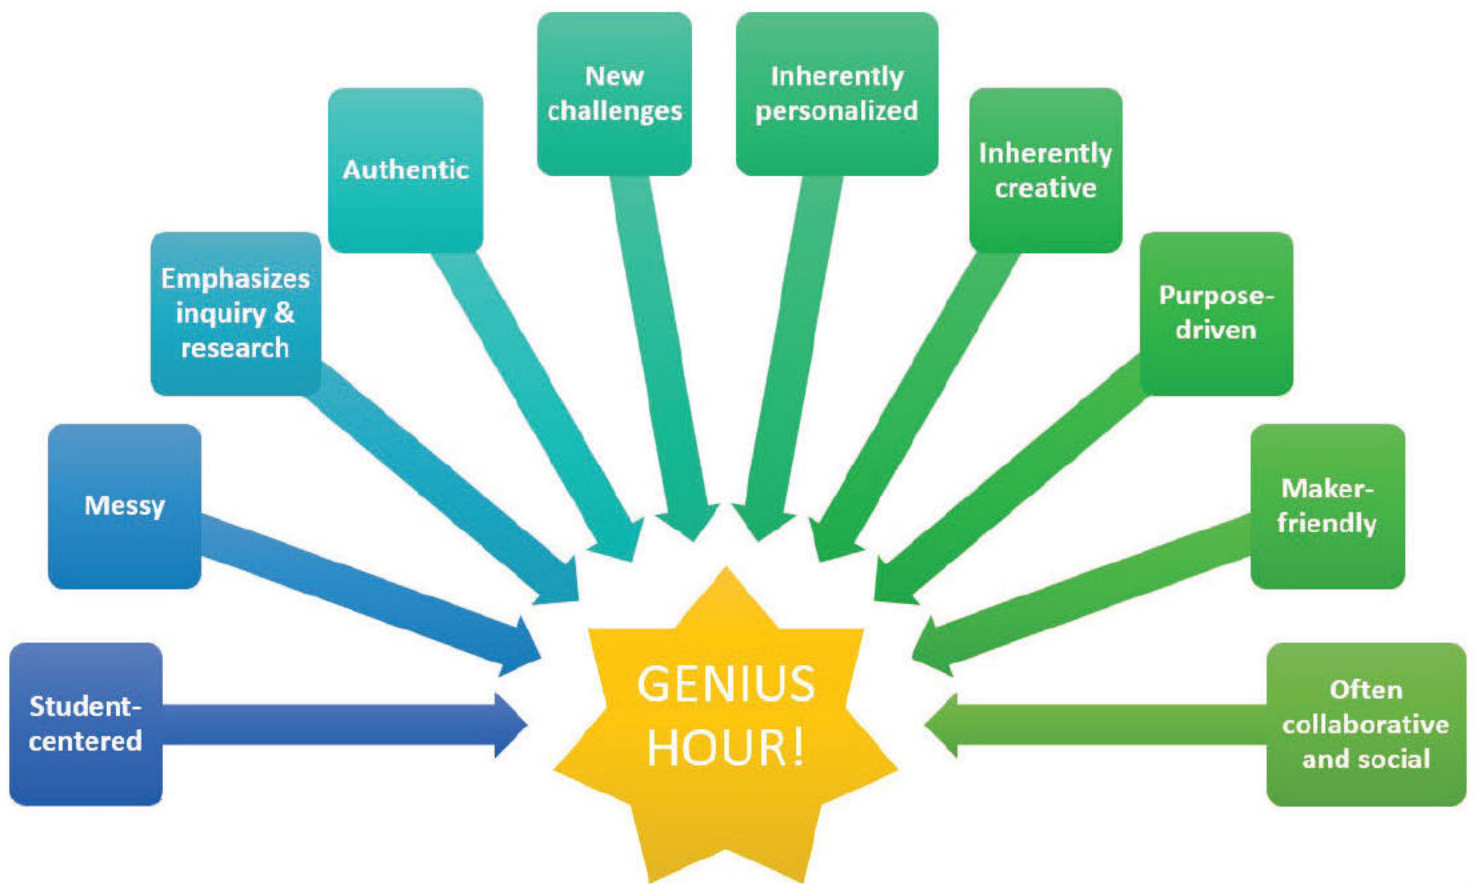 Student-
centered
Messy
Emphasizes
inquiry &
research
Authentic
New
challenges
Inherently
personalized
Inherently
creative
Purpose-
driven
Maker-
friendly
Often
collaborative
and social
GENIUS
HOUR!